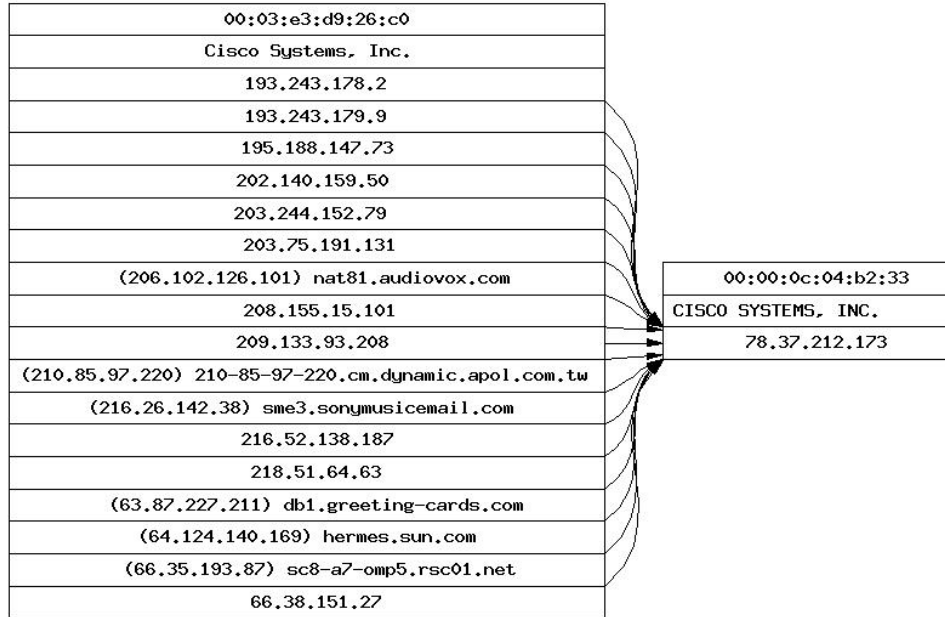 00:03:e3:d9:26:c0
Cisco Systems, Inc.
193.243.178.2
193.243.179.9
195.188.147.73
202.140.159.50
203.244.152.79
203.75.191.131
(206.102.126.101) nat81.audiovox.com
208.155.15.101
209.133.93.208
(210.85.97.220) 210-85-97-220.cm.dynamic.apol.com.tw
(216.26.142.38) sme3.sonymusicemail.com
216.52.138.187
218.51.64.63
(63.87.227.211) db1.greeting-cards.com
(64.124.140.169) hermes.sun.com
(66.35.193.87) sc8-a7-omp5.rsc01.net
66.38.151.27
00:00:0c:04:b2:33
CISCO SYSTEMS, INC.
78.37.212.173